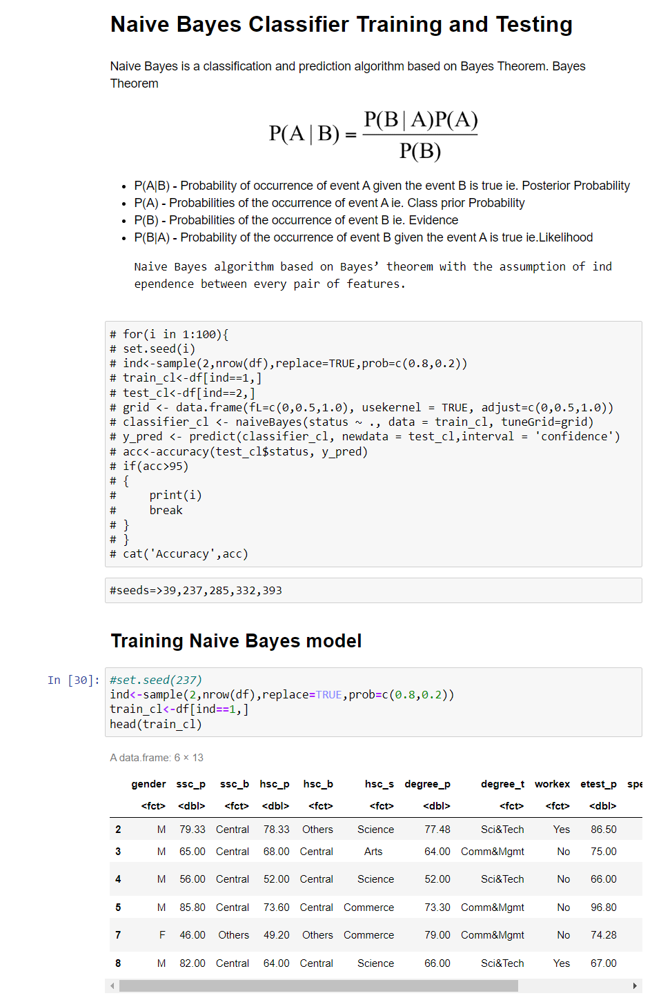 Naive Bayes Classifier Training and Testing
Naive Bayes is a classification and prediction algorithm based on Bayes Theorem. Bayes
Theorem
P(A | B) = P(B | A)P(A) / P(B)
• P(A|B) - Probability of occurrence of event A given the event B is true ie. Posterior Probability
• P(A) - Probabilities of the occurrence of event A ie. Class prior Probability
• P(B) - Probabilities of the occurrence of event B ie. Evidence
• P(B|A) - Probability of the occurrence of event B given the event A is true ie.Likelihood
Naive Bayes algorithm based on Bayes’ theorem with the assumption of ind
ependence between every pair of features.
# for(i in 1:100){
# set.seed(i)
# ind<-sample(2,nrow(df),replace=TRUE,prob=c(0.8,0.2))
# train_cl<-df[ind==1,]
# test_cl<-df[ind==2,]
# grid <- data.frame(fL=c(0,0.5,1.0), usekernel = TRUE, adjust=c(0,0.5,1.0))
# classifier_cl <- naiveBayes(status ~ ., data = train_cl, tuneGrid=grid)
# y_pred <- predict(classifier_cl, newdata = test_cl,interval = 'confidence')
# acc<-accuracy(test_cl$status, y_pred)
# if(acc>95)
# {
#     print(i)
#     break
# }
# }
# cat('Accuracy',acc)
#seeds=>39,237,285,332,393
Training Naive Bayes model
In [30]: #set.seed(237)
ind<-sample(2,nrow(df),replace=TRUE,prob=c(0.8,0.2))
train_cl<-df[ind==1,]
head(train_cl)
A data.frame: 6 × 13
gender ssc_p ssc_b hsc_p hsc_b hsc_s degree_p degree_t workex etest_p spe
<fct> <dbl> <fct> <dbl> <fct> <fct> <dbl> <fct> <fct> <dbl>
2 M 79.33 Central 78.33 Others Science 77.48 Sci&Tech Yes 86.50
3 M 65.00 Central 68.00 Central Arts 64.00 Comm&Mgmt No 75.00
4 M 56.00 Central 52.00 Central Science 52.00 Sci&Tech No 66.00
5 M 85.80 Central 73.60 Central Commerce 73.30 Comm&Mgmt No 96.80
7 F 46.00 Others 49.20 Others Commerce 79.00 Comm&Mgmt No 74.28
8 M 82.00 Central 64.00 Central Science 66.00 Sci&Tech Yes 67.00